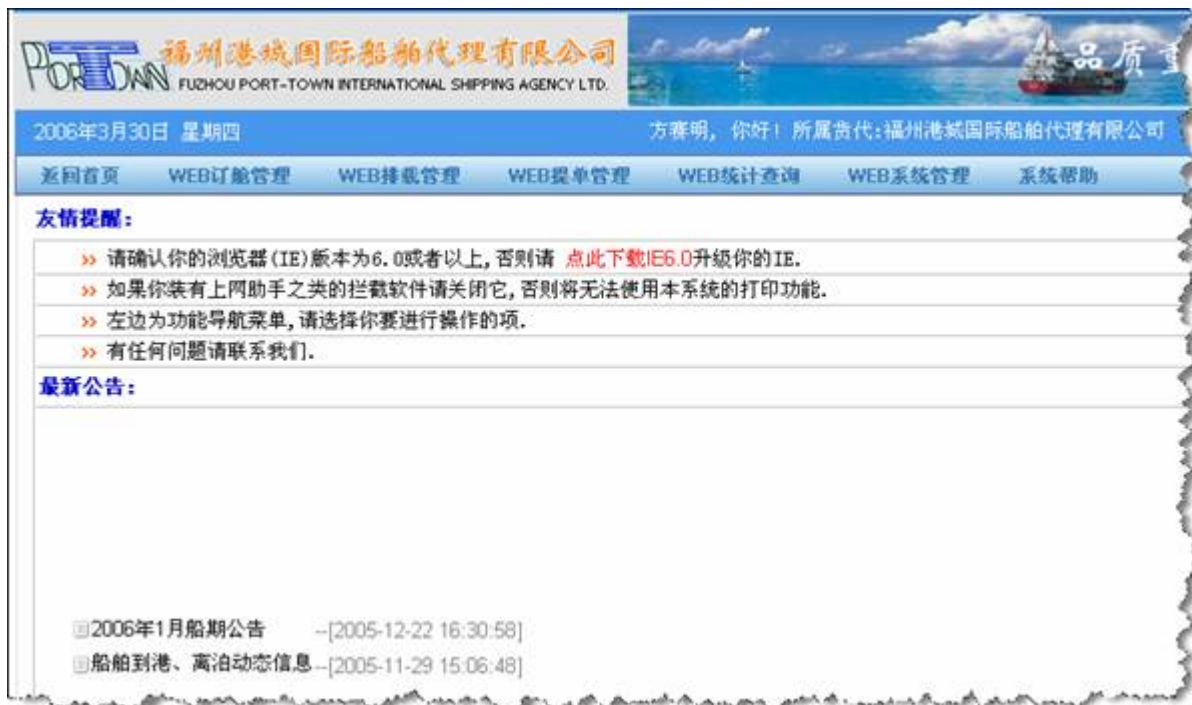 PORTTOWN 福州港城国际船舶代理有限公司
FUZHOU PORT-TOWN INTERNATIONAL SHIPPING AGENCY LTD.
品质重
2006年3月30日 星期四 方赛明, 你好! 所属货代:福州港城国际船舶代理有限公司
返回首页 WEB订舱管理 WEB排载管理 WEB提单管理 WEB统计查询 WEB系统管理 系统帮助
友情提醒:
>> 请确认你的浏览器(IE)版本为6.0或者以上,否则请 点此下载IE6.0升级你的IE.
>> 如果你装有上网助手之类的拦截软件请关闭它,否则将无法使用本系统的打印功能.
>> 左边为功能导航菜单,请选择你要进行操作的项.
>> 有任何问题请联系我们.
最新公告:
2006年1月船期公告 --[2005-12-22 16:30:58]
船舶到港、离泊动态信息--[2005-11-29 15:06:48]